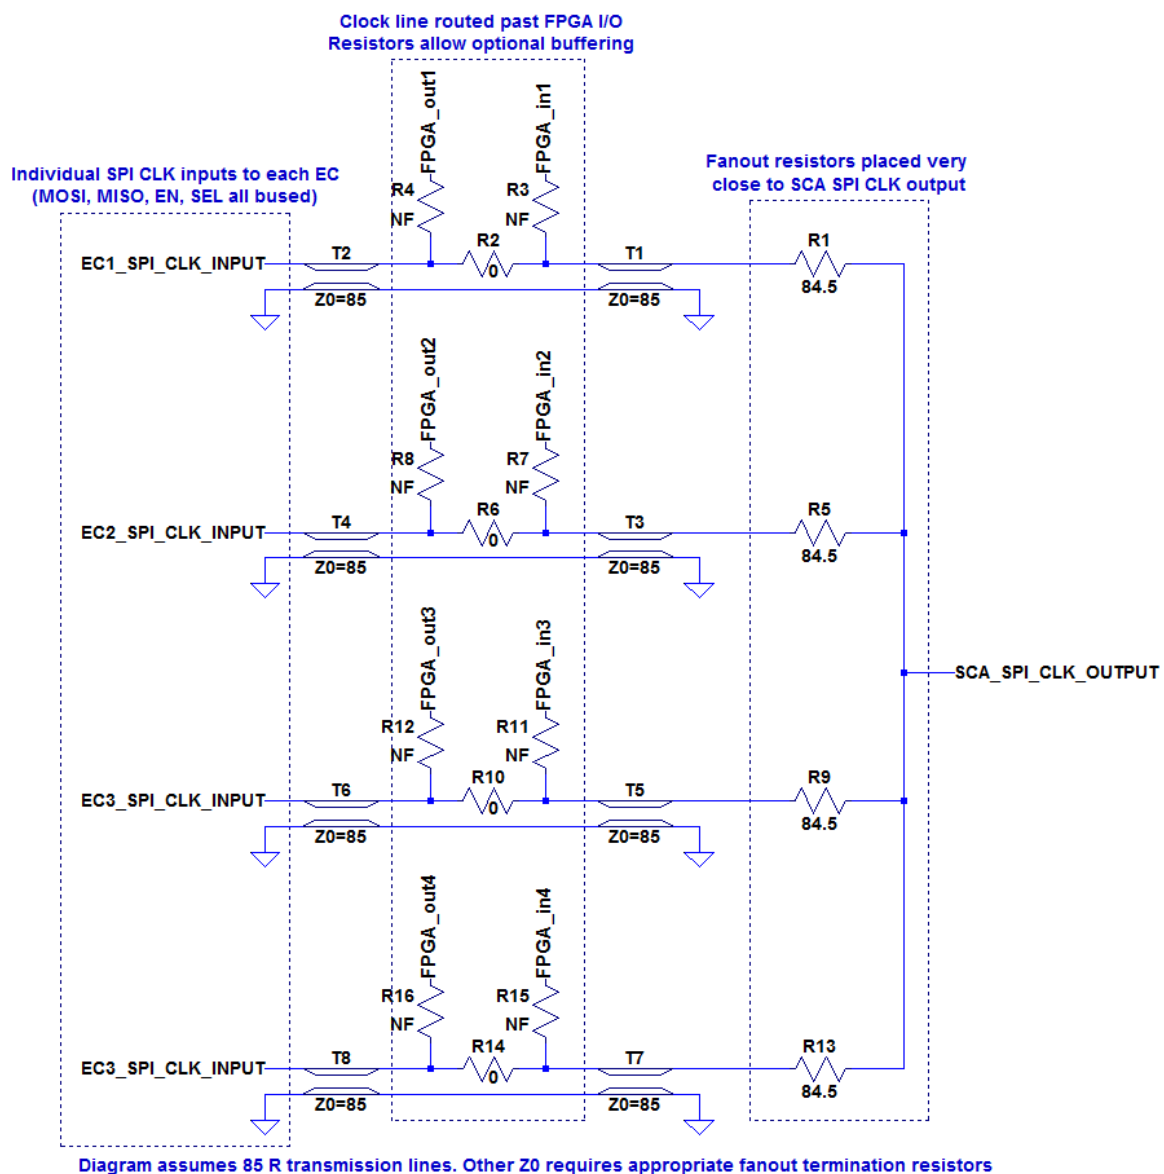 Clock line routed past FPGA I/O
Resistors allow optional buffering
Individual SPI CLK inputs to each EC
(MOSI, MISO, EN, SEL all bused)
Fanout resistors placed very
close to SCA SPI CLK output
FPGA_out1
FPGA_in1
R4
NF
R3
NF
EC1_SPI_CLK_INPUT
T2
Z0=85
R2
0
T1
Z0=85
R1
84.5
FPGA_out2
FPGA_in2
R8
NF
R7
NF
EC2_SPI_CLK_INPUT
T4
Z0=85
R6
0
T3
Z0=85
R5
84.5
FPGA_out3
FPGA_in3
SCA_SPI_CLK_OUTPUT
R12
NF
R11
NF
EC3_SPI_CLK_INPUT
T6
Z0=85
R10
0
T5
Z0=85
R9
84.5
FPGA_out4
FPGA_in4
R16
NF
R15
NF
EC3_SPI_CLK_INPUT
T8
Z0=85
R14
0
T7
Z0=85
R13
84.5
Diagram assumes 85 R transmission lines. Other Z0 requires appropriate fanout termination resistors